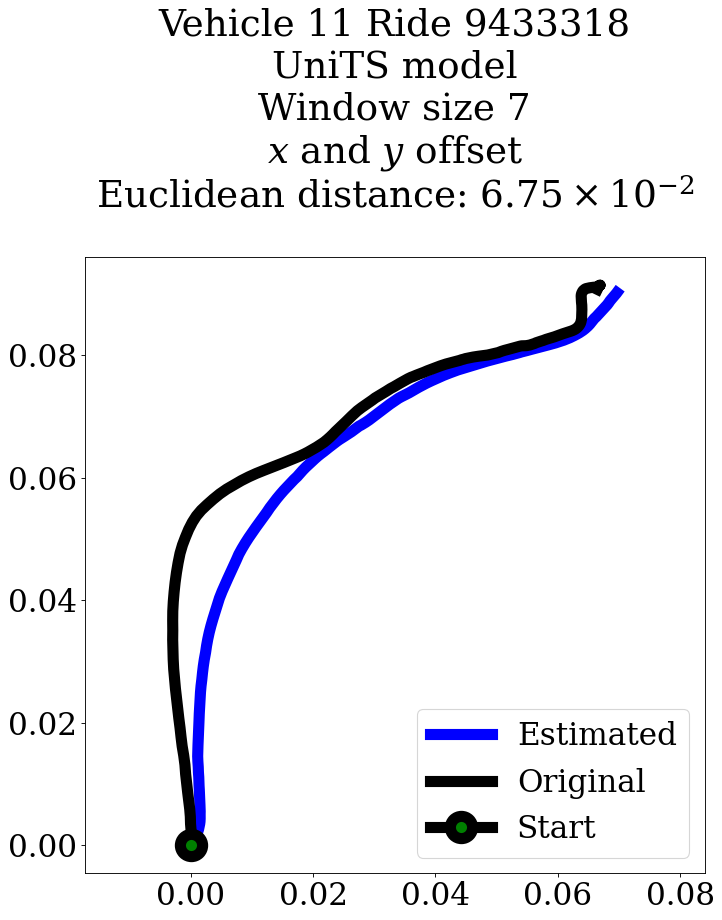 Vehicle 11 Ride 9433318
UniTS model
Window size 7
x and y offset
Euclidean distance: 6.75 × 10⁻²
0.08
0.06
0.04
0.02
0.00
Estimated
Original
Start
0.00 0.02 0.04 0.06 0.08